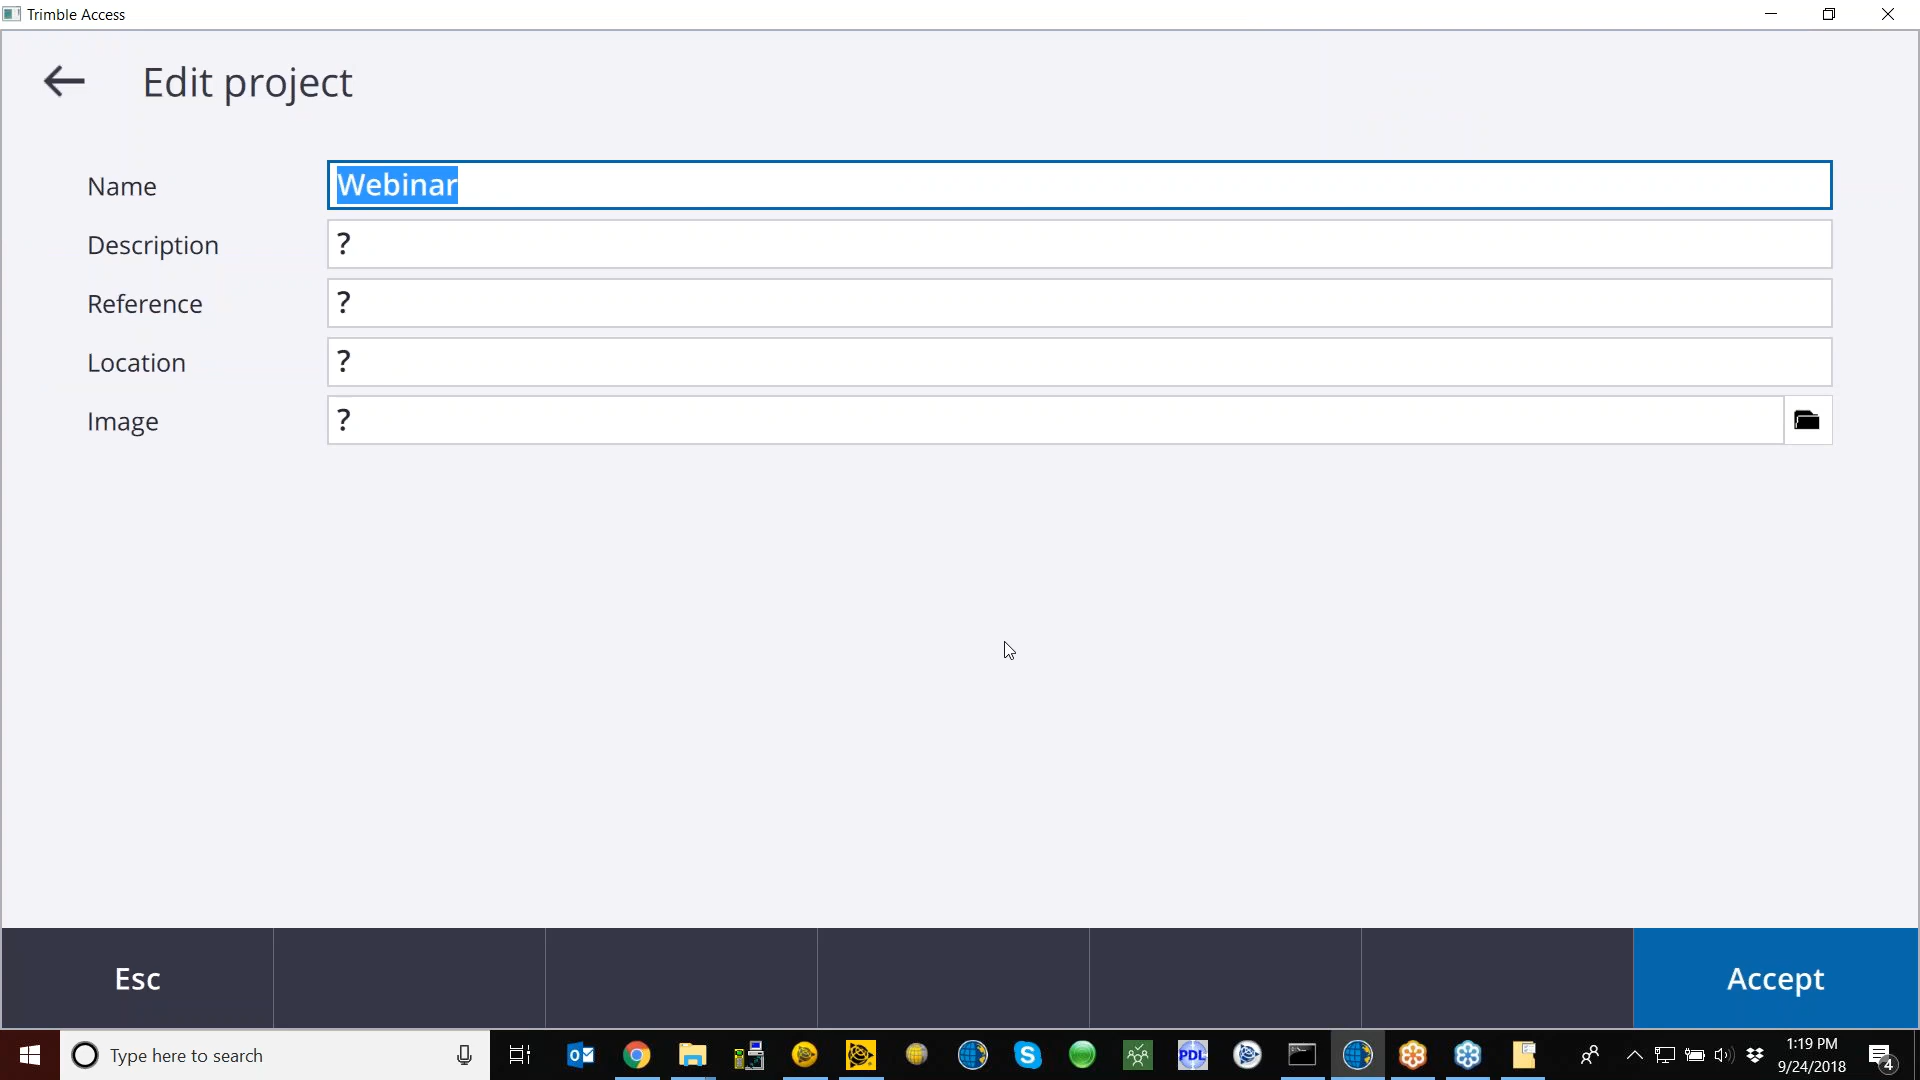 Trimble Access
Edit project
Name
Webinar
Description
?
Reference
?
Location
?
Image
?
Esc
Accept
Type here to search
PDL
1:19 PM
9/24/2018
4